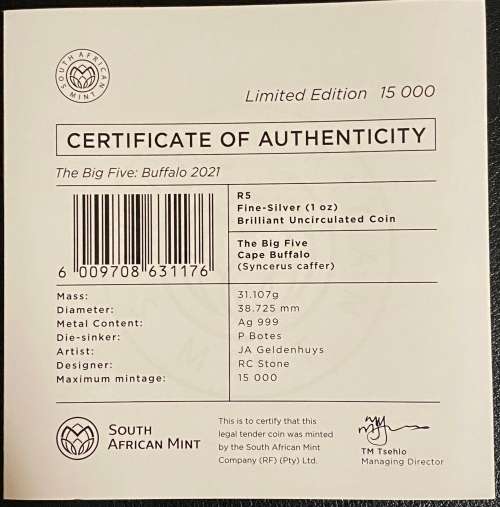 SOUTH AFRICAN MINT
Limited Edition 15 000
CERTIFICATE OF AUTHENTICITY
The Big Five: Buffalo 2021
R5
Fine-Silver (1 oz)
Brilliant Uncirculated Coin
The Big Five
Cape Buffalo
(Syncerus caffer)
6 009708 631176
Mass: 31.107g
Diameter: 38.725 mm
Metal Content: Ag 999
Die-sinker: P Botes
Artist: JA Geldenhuys
Designer: RC Stone
Maximum mintage: 15 000
SOUTH
AFRICAN MINT
This is to certify that this
legal tender coin was minted
by the South African Mint
Company (RF) (Pty) Ltd.
TM Tsehlo
Managing Director